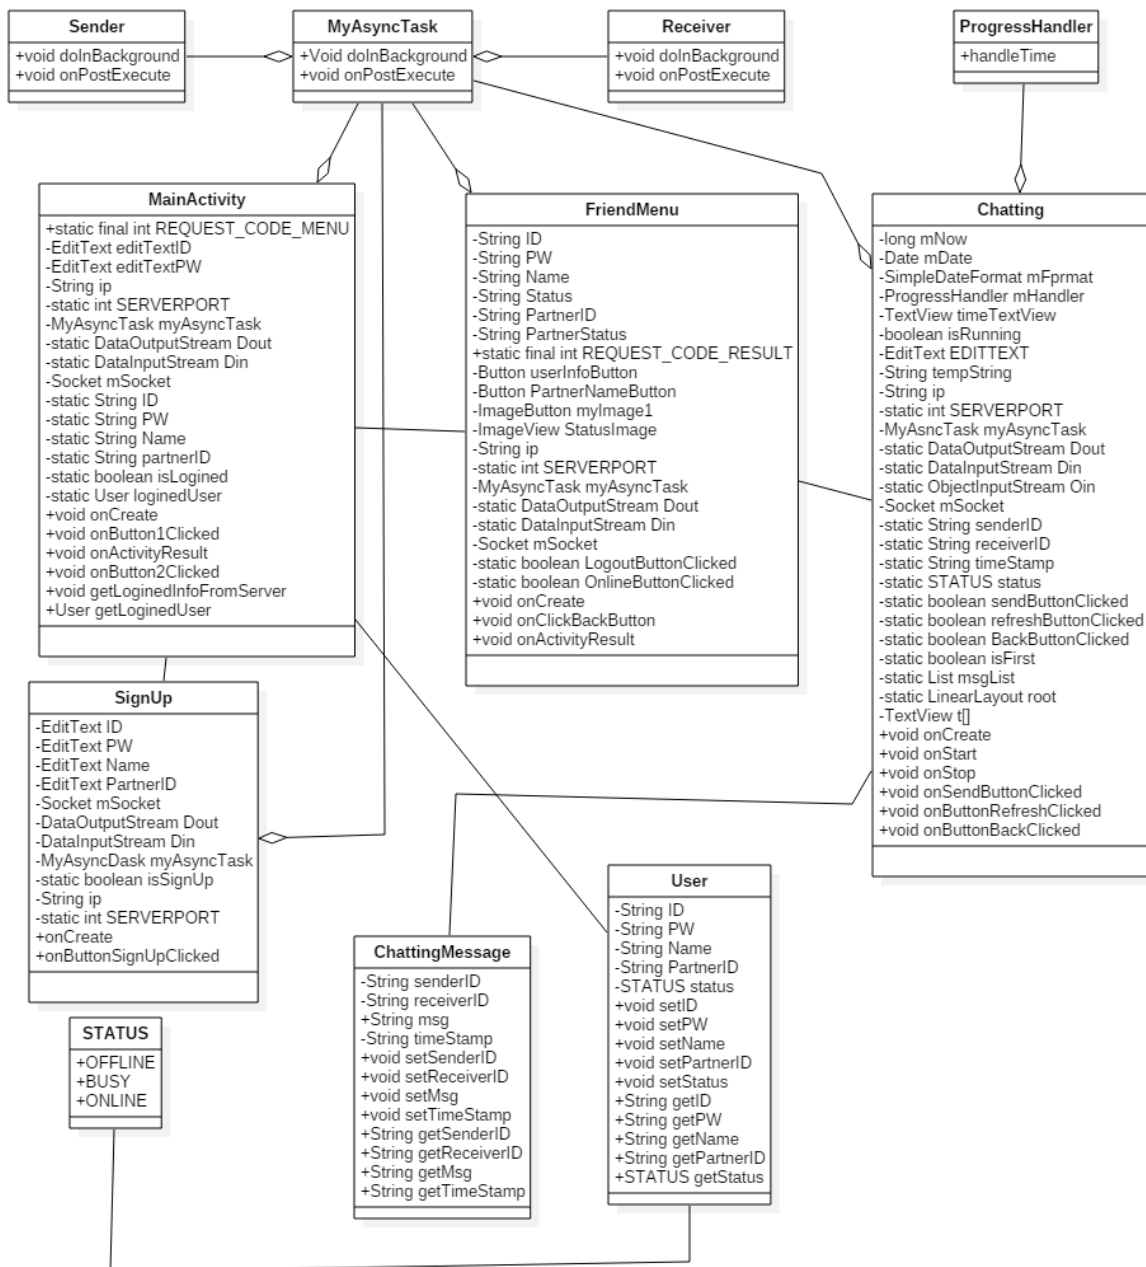 Sender
+void doInBackground
+void onPostExecute
MyAsyncTask
+Void doInBackground
+void onPostExecute
Receiver
+void doInBackground
+void onPostExecute
ProgressHandler
+handleTime
MainActivity
+static final int REQUEST_CODE_MENU
-EditText editTextID
-EditText editTextPW
-String ip
-static int SERVERPORT
-MyAsyncTask myAsyncTask
-static DataOutputStream Dout
-static DataInputStream Din
-Socket mSocket
-static String ID
-static String PW
-static String Name
-static String partnerID
-static boolean isLogined
-static User loginedUser
+void onCreate
+void onButton1Clicked
+void onActivityResult
+void onButton2Clicked
+void getLoginedInfoFromServer
+User getLoginedUser
FriendMenu
-String ID
-String PW
-String Name
-String Status
-String PartnerID
-String PartnerStatus
+static final int REQUEST_CODE_RESULT
-Button userInfoButton
-Button PartnerNameButton
-ImageButton myImage1
-ImageView StatusImage
-String ip
-static int SERVERPORT
-MyAsyncTask myAsyncTask
-static DataOutputStream Dout
-static DataInputStream Din
-Socket mSocket
-static boolean LogoutButtonClicked
-static boolean OnlineButtonClicked
+void onCreate
+void onClickBackButton
+void onActivityResult
Chatting
-long mNow
-Date mDate
-SimpleDateFormat mFprmat
-ProgressHandler mHandler
-TextView timeTextView
-boolean isRunning
-EditText EDITTEXT
-String tempString
-String ip
-static int SERVERPORT
-MyAsncTask myAsyncTask
-static DataOutputStream Dout
-static DataInputStream Din
-static ObjectInputStream Oin
-Socket mSocket
-static String senderID
-static String receiverID
-static String timeStamp
-static STATUS status
-static boolean sendButtonClicked
-static boolean refreshButtonClicked
-static boolean BackButtonClicked
-static boolean isFirst
-static List msgList
-static LinearLayout root
-TextView t[]
+void onCreate
+void onStart
+void onStop
+void onSendButtonClicked
+void onButtonRefreshClicked
+void onButtonBackClicked
SignUp
-EditText ID
-EditText PW
-EditText Name
-EditText PartnerID
-Socket mSocket
-DataOutputStream Dout
-DataInputStream Din
-MyAsyncDask myAsyncTask
-static boolean isSignUp
-String ip
-static int SERVERPORT
+onCreate
+onButtonSignUpClicked
STATUS
+OFFLINE
+BUSY
+ONLINE
ChattingMessage
-String senderID
-String receiverID
+String msg
-String timeStamp
+void setSenderID
+void setReceiverID
+void setMsg
+void setTimeStamp
+String getSenderID
+String getReceiverID
+String getMsg
+String getTimeStamp
User
-String ID
-String PW
-String Name
-String PartnerID
-STATUS status
+void setID
+void setPW
+void setName
+void setPartnerID
+void setStatus
+String getID
+String getPW
+String getName
+String getPartnerID
+STATUS getStatus